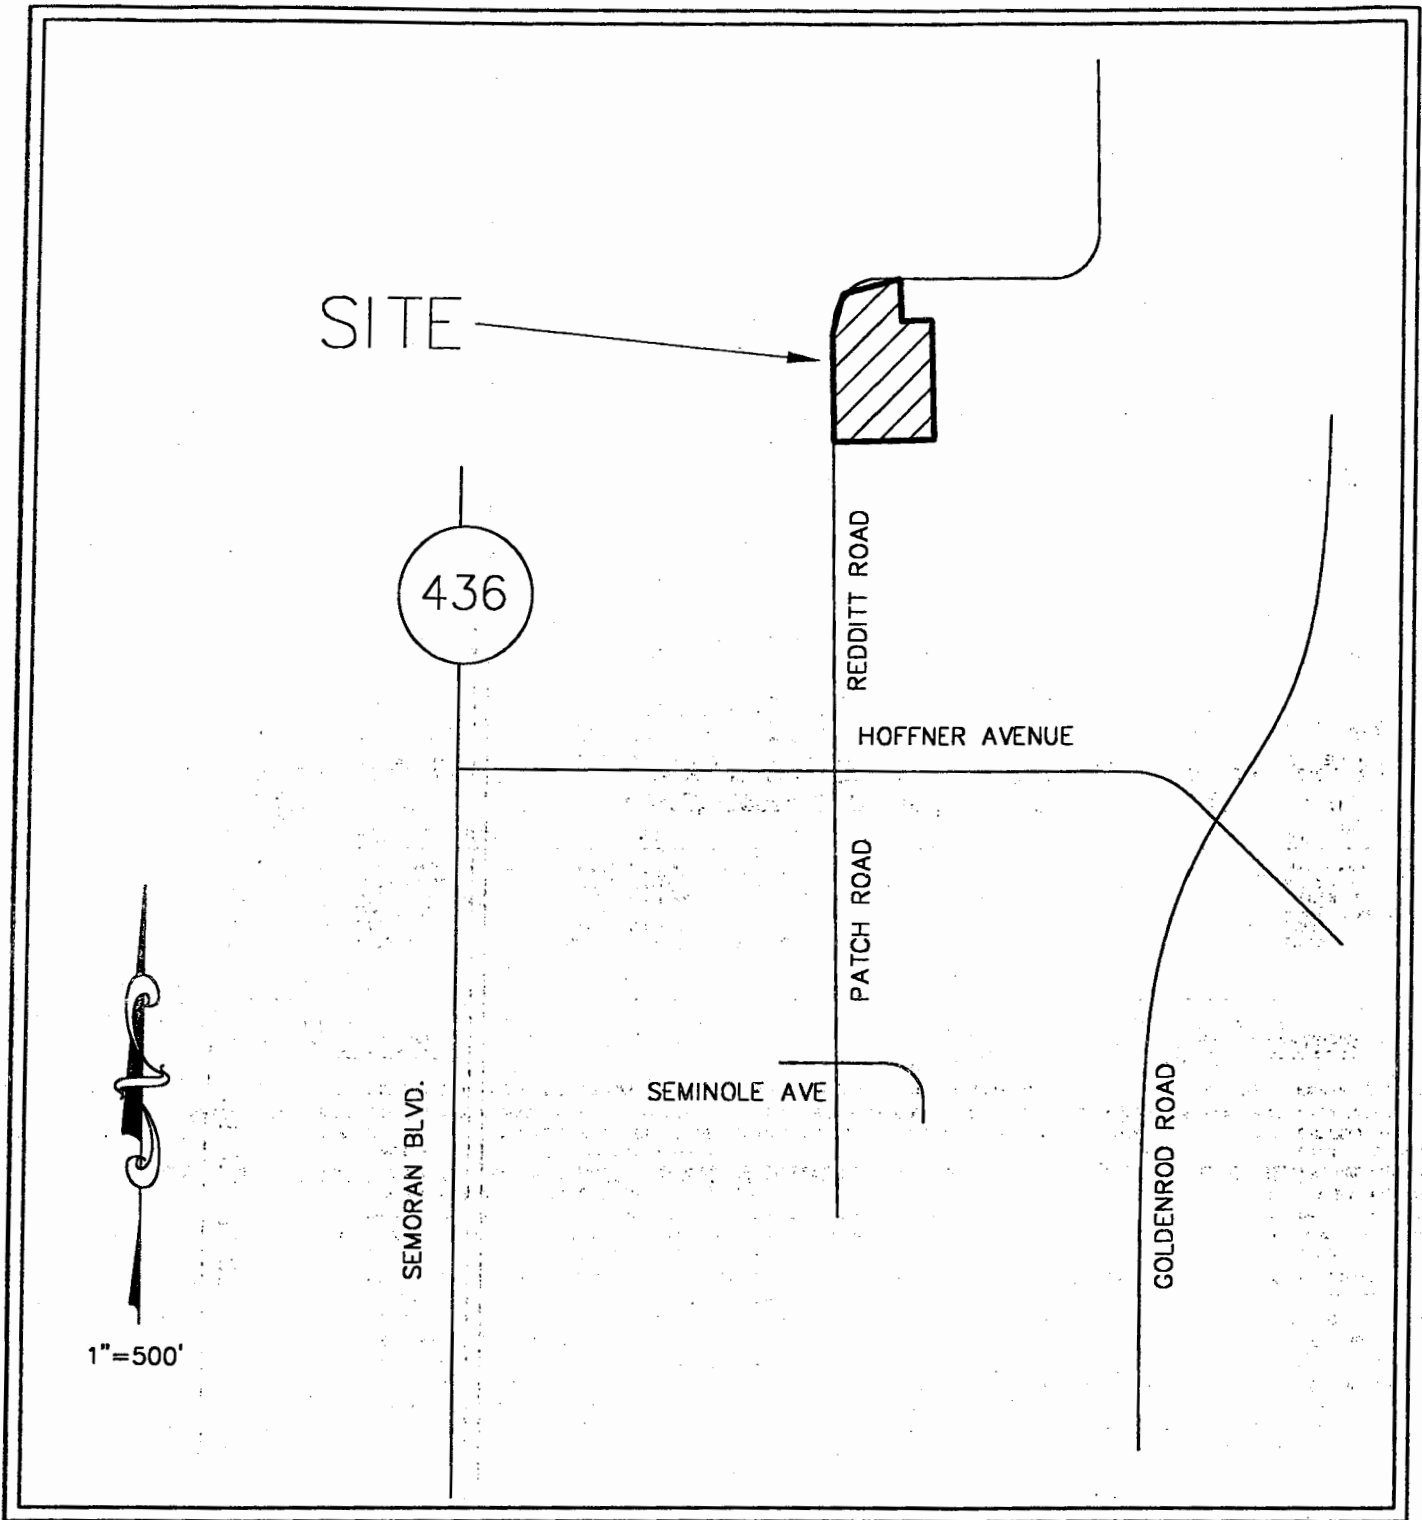 SITE
436
REDDITT ROAD
HOFFNER AVENUE
PATCH ROAD
SEMINOLE AVE
SEMORAN BLVD.
GOLDENROD ROAD
1"=500'